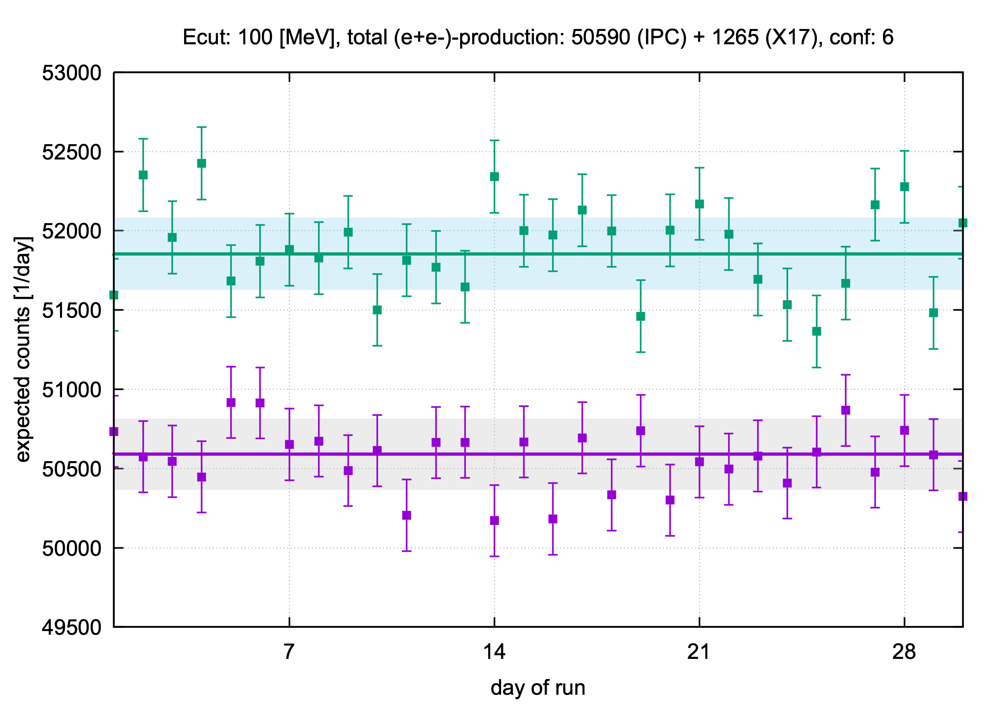 Ecut: 100 [MeV], total (e+e-)-production: 50590 (IPC) + 1265 (X17), conf: 6
53000
52500
52000
51500
51000
50500
50000
49500
expected counts [1/day]
7 14 21 28
day of run